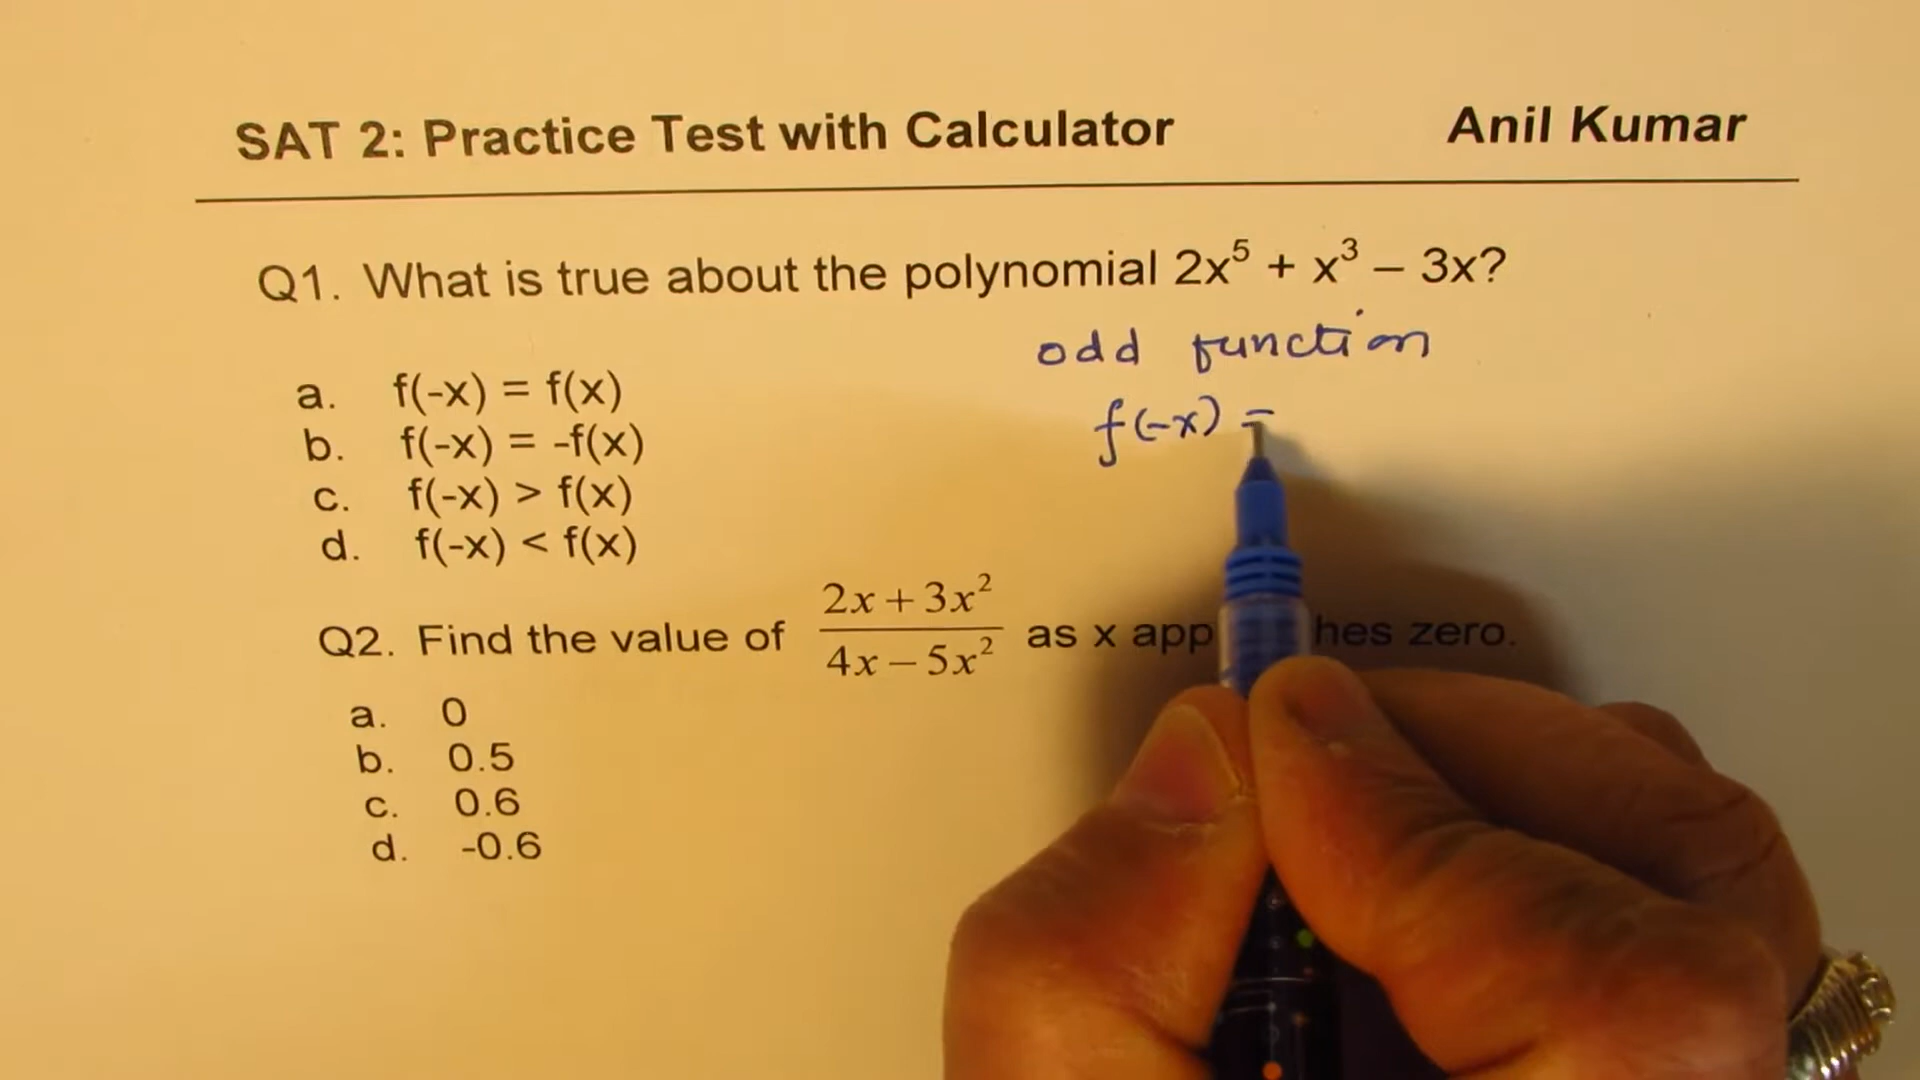 SAT 2: Practice Test with Calculator Anil Kumar
Q1. What is true about the polynomial 2x⁵ + x³ – 3x?
odd function
a. f(-x) = f(x)
f(-x) =
b. f(-x) = -f(x)
c. f(-x) > f(x)
d. f(-x) < f(x)
Q2. Find the value of (2x + 3x²)/(4x – 5x²) as x zero.
a. 0
b. 0.5
c. 0.6
d. -0.6